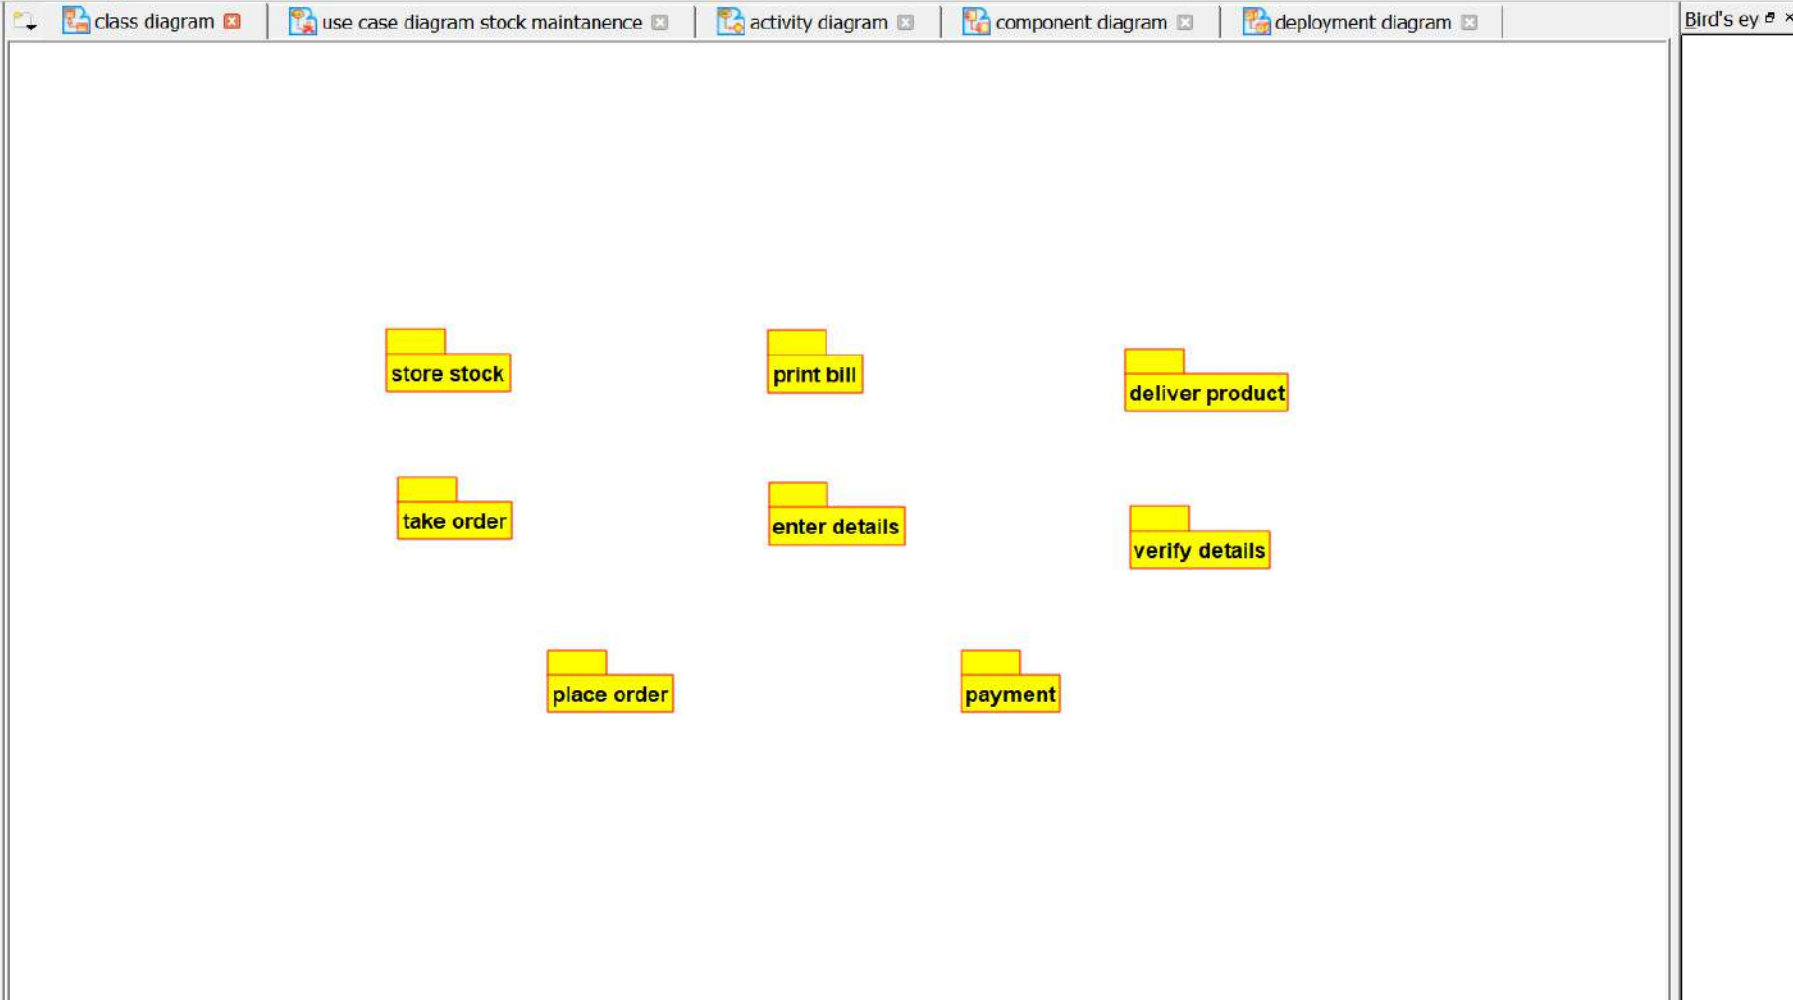 class diagram
use case diagram stock maintanence
activity diagram
component diagram
deployment diagram
Bird's ey
store stock
print bill
deliver product
take order
enter details
verify details
place order
payment